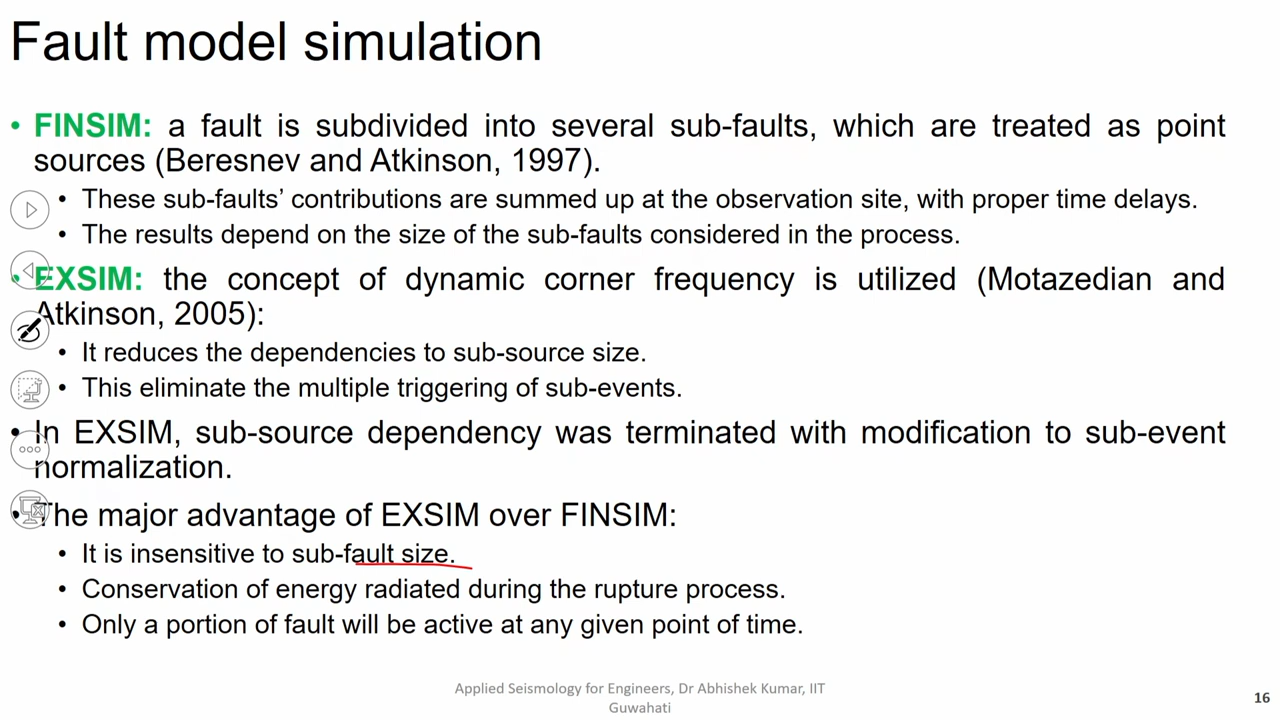 Fault model simulation
• FINSIM: a fault is subdivided into several sub-faults, which are treated as point
sources (Beresnev and Atkinson, 1997).
• These sub-faults’ contributions are summed up at the observation site, with proper time delays.
• The results depend on the size of the sub-faults considered in the process.
• EXSIM: the concept of dynamic corner frequency is utilized (Motazedian and
Atkinson, 2005):
• It reduces the dependencies to sub-source size.
• This eliminate the multiple triggering of sub-events.
• In EXSIM, sub-source dependency was terminated with modification to sub-event
normalization.
• The major advantage of EXSIM over FINSIM:
• It is insensitive to sub-fault size.
• Conservation of energy radiated during the rupture process.
• Only a portion of fault will be active at any given point of time.
Applied Seismology for Engineers, Dr Abhishek Kumar, IIT
Guwahati
16